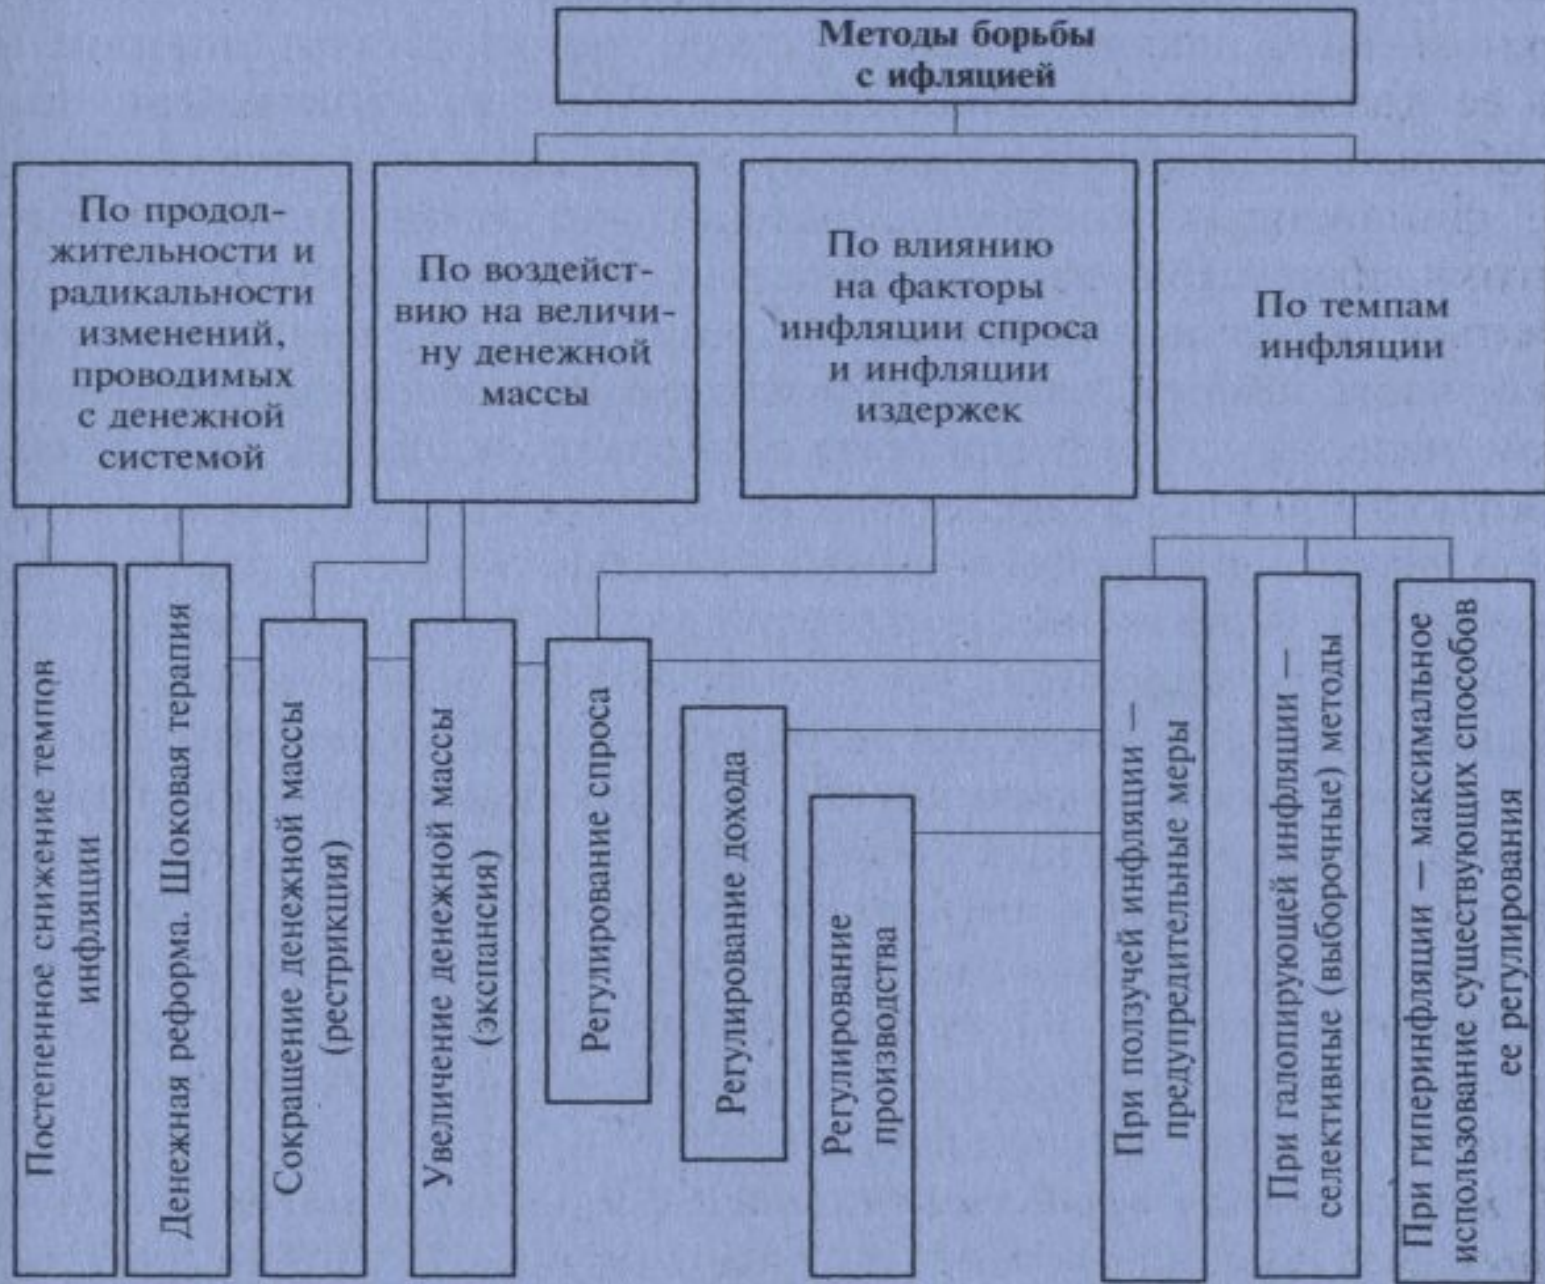 Методы борьбы
с ифляцией
По продол-
жительности и
радикальности
изменений,
проводимых
с денежной
системой
По воздейст-
вию на величи-
ну денежной
массы
По влиянию
на факторы
инфляции спроса
и инфляции
издержек
По темпам
инфляции
Постепенное снижение темпов
инфляции
Денежная реформа. Шоковая терапия
Сокращение денежной массы
(рестрикция)
Увеличение денежной массы
(экспансия)
Регулирование спроса
Регулирование дохода
Регулирование
производства
При ползучей инфляции —
предупредительные меры
При галопирующей инфляции —
селективные (выборочные) методы
При гиперинфляции — максимальное
использование существующих способов
ее регулирования